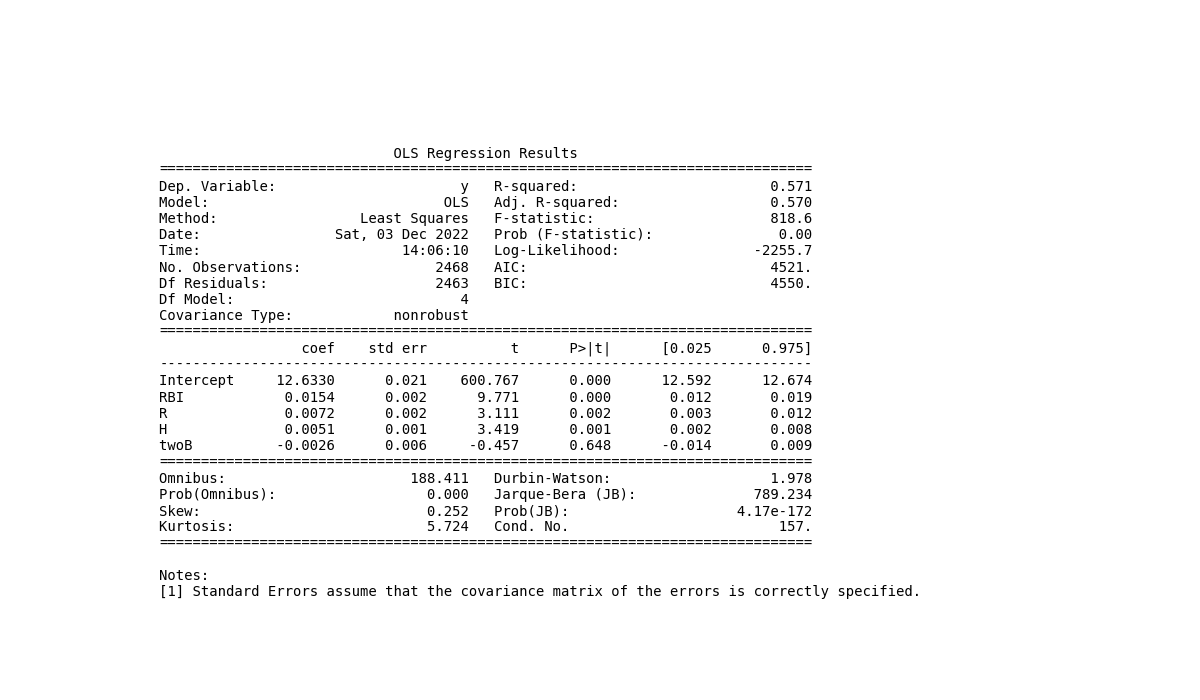 OLS Regression Results
==============================================================================
Dep. Variable:                      y   R-squared:                       0.571
Model:                            OLS   Adj. R-squared:                  0.570
Method:                 Least Squares   F-statistic:                     818.6
Date:                Sat, 03 Dec 2022   Prob (F-statistic):               0.00
Time:                        14:06:10   Log-Likelihood:                -2255.7
No. Observations:                2468   AIC:                             4521.
Df Residuals:                    2463   BIC:                             4550.
Df Model:                           4
Covariance Type:            nonrobust
==============================================================================
                 coef    std err          t      P>|t|      [0.025      0.975]
------------------------------------------------------------------------------
Intercept     12.6330      0.021    600.767      0.000      12.592      12.674
RBI            0.0154      0.002      9.771      0.000       0.012       0.019
R              0.0072      0.002      3.111      0.002       0.003       0.012
H              0.0051      0.001      3.419      0.001       0.002       0.008
twoB          -0.0026      0.006     -0.457      0.648      -0.014       0.009
==============================================================================
Omnibus:                      188.411   Durbin-Watson:                   1.978
Prob(Omnibus):                  0.000   Jarque-Bera (JB):              789.234
Skew:                           0.252   Prob(JB):                    4.17e-172
Kurtosis:                       5.724   Cond. No.                         157.
==============================================================================

Notes:
[1] Standard Errors assume that the covariance matrix of the errors is correctly specified.